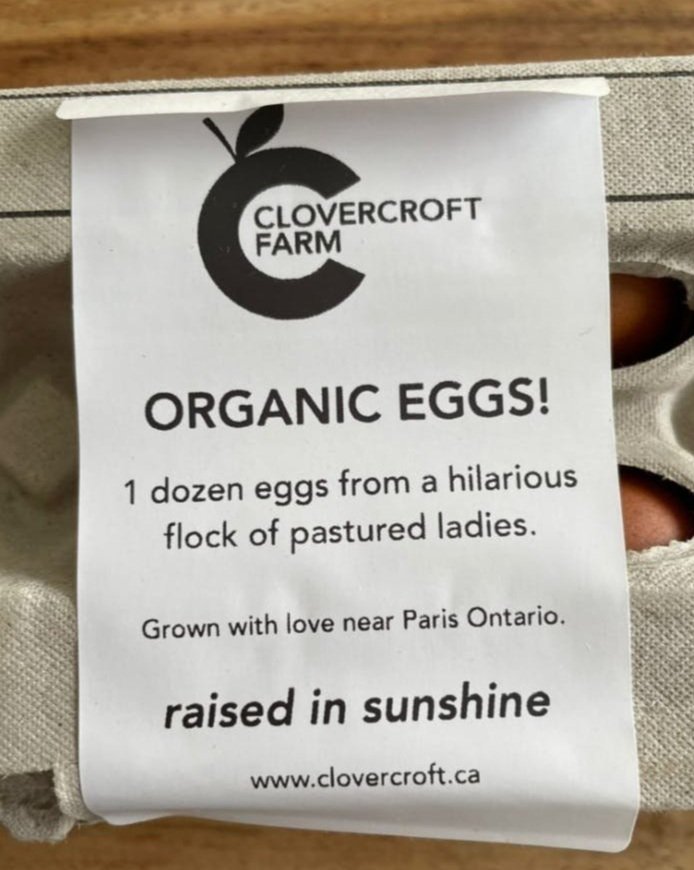 CLOVERCROFT
FARM
ORGANIC EGGS!
1 dozen eggs from a hilarious
flock of pastured ladies.
Grown with love near Paris Ontario.
raised in sunshine
www.clovercroft.ca